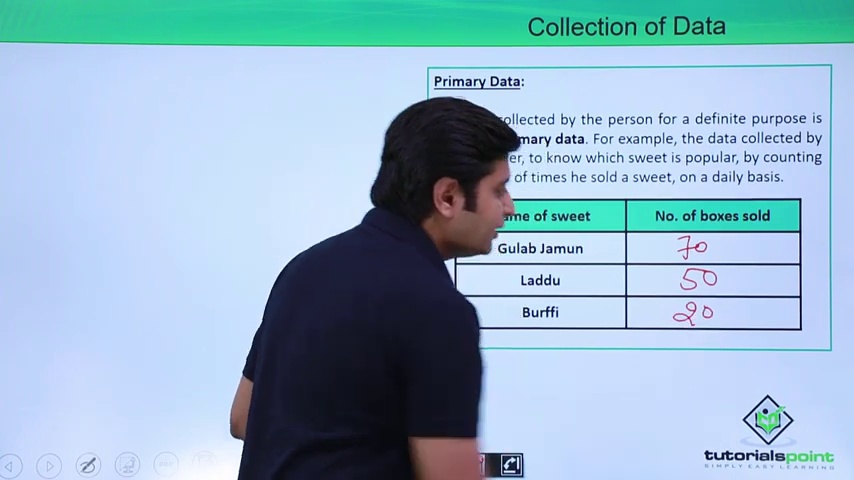 Collection of Data
Primary Data:
collected by the person for a definite purpose is
mary data. For example, the data collected by
er, to know which sweet is popular, by counting
of times he sold a sweet, on a daily basis.
me of sweet No. of boxes sold
Gulab Jamun 70
Laddu 50
Burffi 20
tutorialspoint
SIMPLY EASY LEARNING